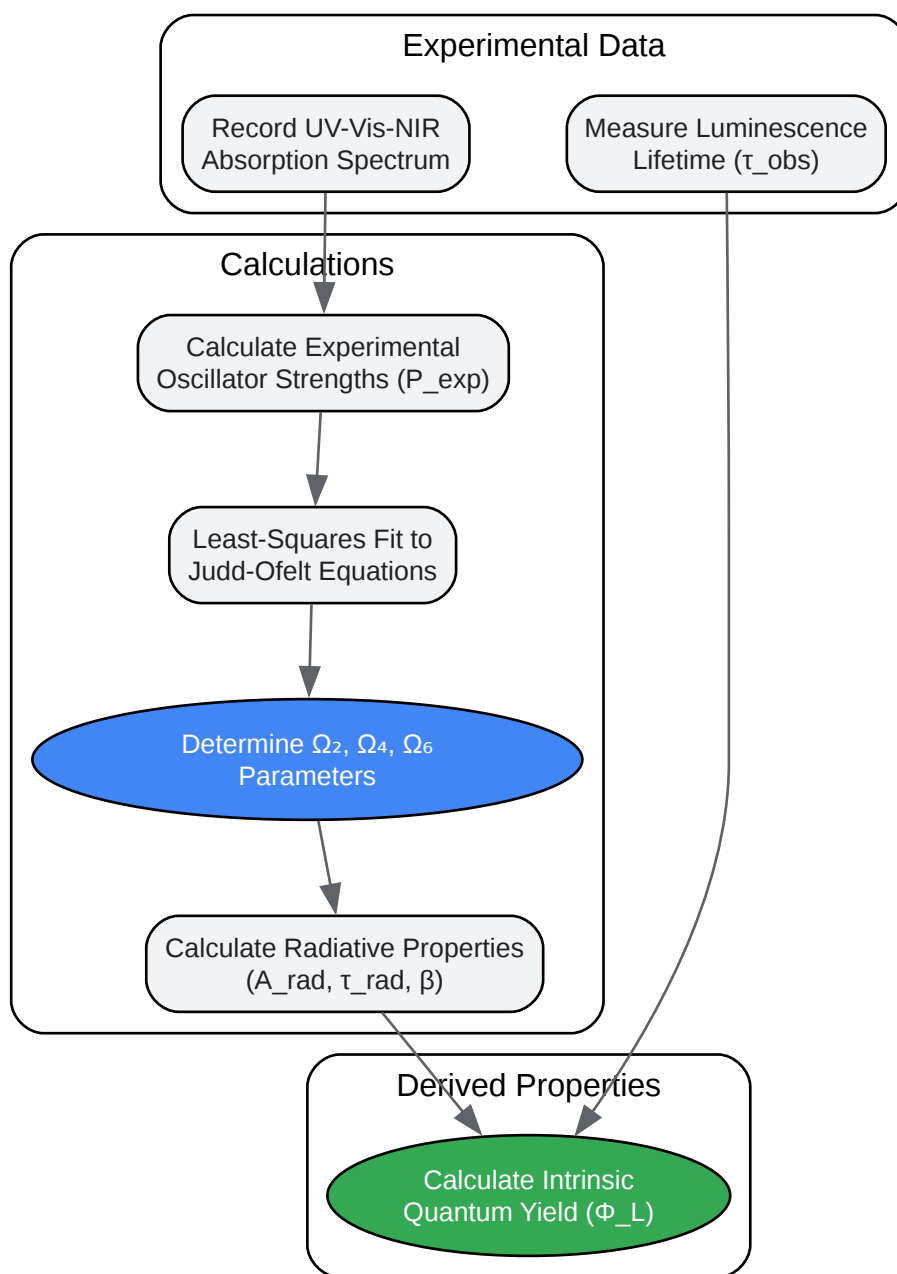 Experimental Data
Record UV-Vis-NIR
Absorption Spectrum
Measure Luminescence
Lifetime (τ_obs)
Calculations
Calculate Experimental
Oscillator Strengths (P_exp)
Least-Squares Fit to
Judd-Ofelt Equations
Determine Ω₂, Ω₄, Ω₆
Parameters
Calculate Radiative Properties
(A_rad, τ_rad, β)
Derived Properties
Calculate Intrinsic
Quantum Yield (Φ_L)